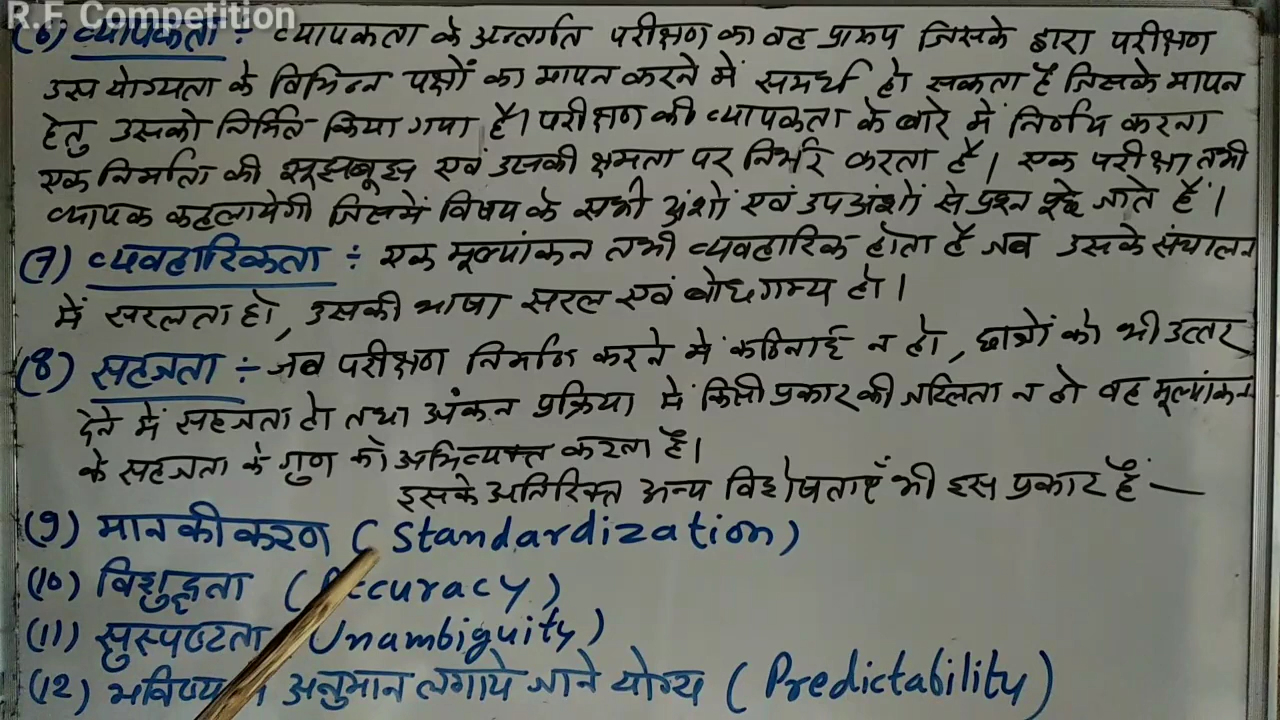 R.F Competition
(6) व्यापकता ÷ व्यापकता के अन्तर्गत परीक्षण का वह प्रारूप जिसके द्वारा परीक्षण
उस योग्यता के विभिन्न पक्षों का मापन करने में समर्थ हो सकता है जिसके मापन
हेतु उसको निर्मित किया गया है। परीक्षण की व्यापकता के बारे में निर्णय करना
एक निर्माता की सूझबूझ एवं उसकी क्षमता पर निर्भर करता है। एक परीक्षा तभी
व्यापक कहलायेगी जिसमें विषय के सभी अंशों एवं उपअंशों से प्रश्न पूछे जाते हैं।
(7) व्यवहारिकता ÷ एक मूल्यांकन तभी व्यवहारिक होता है जब उसके संचालन
में सरलता हो, उसकी भाषा सरल एवं बोधगम्य हो।
(8) सहजता ÷ जब परीक्षण निर्माण करने में कठिनाई न हो, छात्रों को भी उत्तर
देने में सहजता हो तथा अंकन प्रक्रिया में किसी प्रकार की जटिलता न हो वह मूल्यांकन
के सहजता के गुण को अभिव्यक्त करता है।
इसके अतिरिक्त अन्य विशेषताएँ भी इस प्रकार हैं —
(9) मानकीकरण (Standardization)
(10) विशुद्धता (Accuracy)
(11) सुस्पष्टता (Unambiguity)
(12) भविष्य अनुमान लगाये जाने योग्य (Predictability)